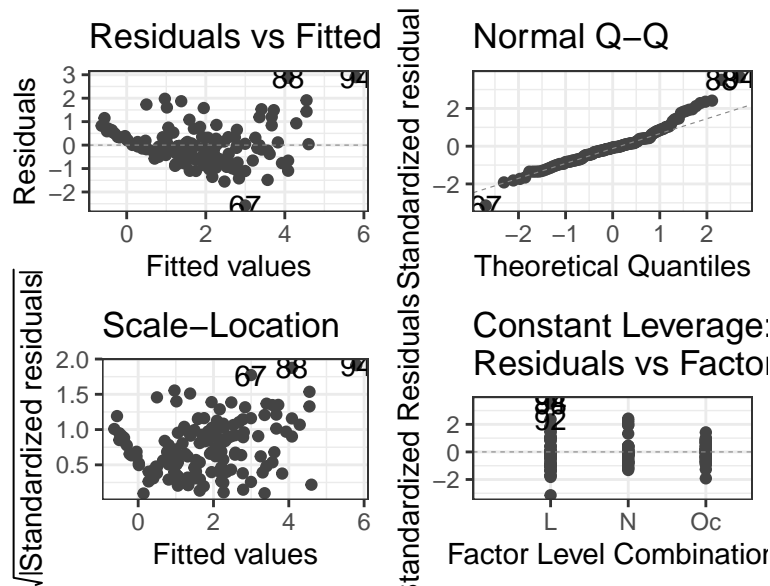 Residuals vs Fitted
Residuals
3
2
1
0
−1
−2
88
94
67
0
2
4
6
Fitted values
Normal Q−Q
Standardized residual
2
0
−2
67
−2
−1
0
1
2
Theoretical Quantiles
Scale−Location
√|Standardized residuals|
2.0
1.5
1.0
0.5
67
88
94
0
2
4
6
Fitted values
Constant Leverage:
Residuals vs Factor
Standardized Residuals
2
0
−2
92
L
N
Oc
Factor Level Combination